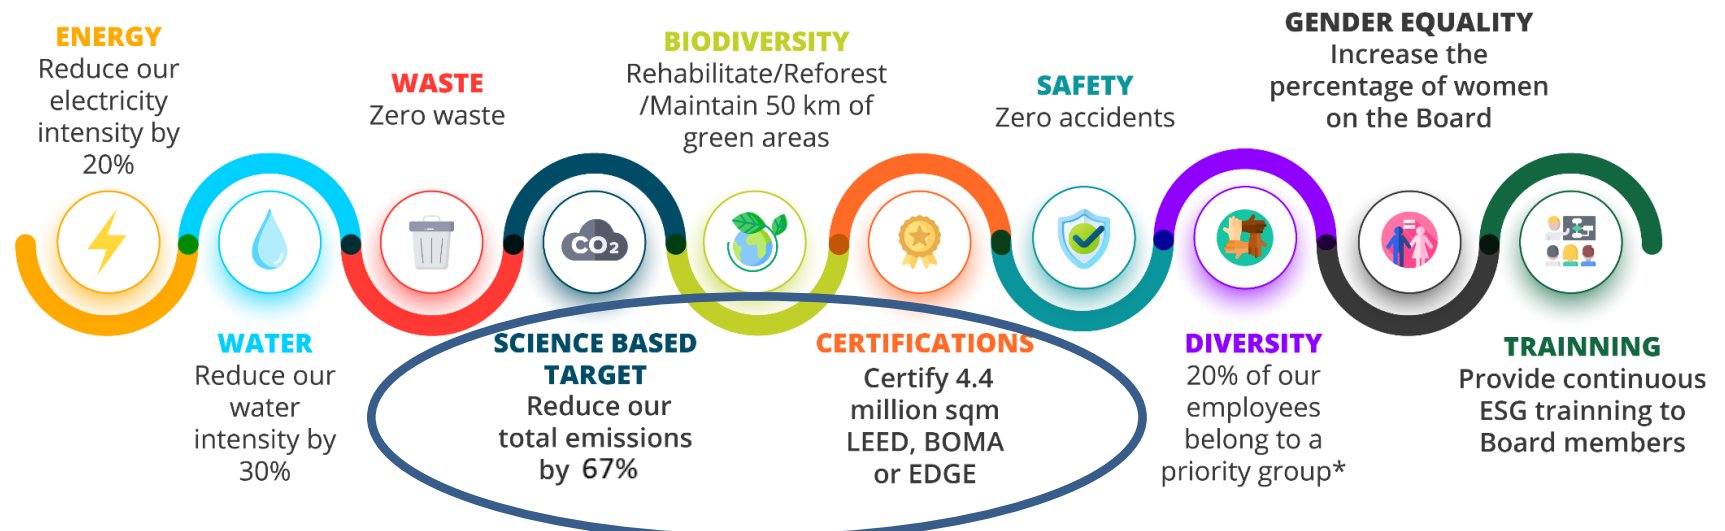 ENERGY
Reduce our
electricity
intensity by
20%
WATER
Reduce our
water
intensity by
30%
WASTE
Zero waste
CO₂
SCIENCE BASED
TARGET
Reduce our
total emissions
by 67%
BIODIVERSITY
Rehabilitate/Reforest
/Maintain 50 km of
green areas
CERTIFICATIONS
Certify 4.4
million sqm
LEED, BOMA
or EDGE
SAFETY
Zero accidents
DIVERSITY
20% of our
employees
belong to a
priority group*
GENDER EQUALITY
Increase the
percentage of women
on the Board
TRAINNING
Provide continuous
ESG trainning to
Board members